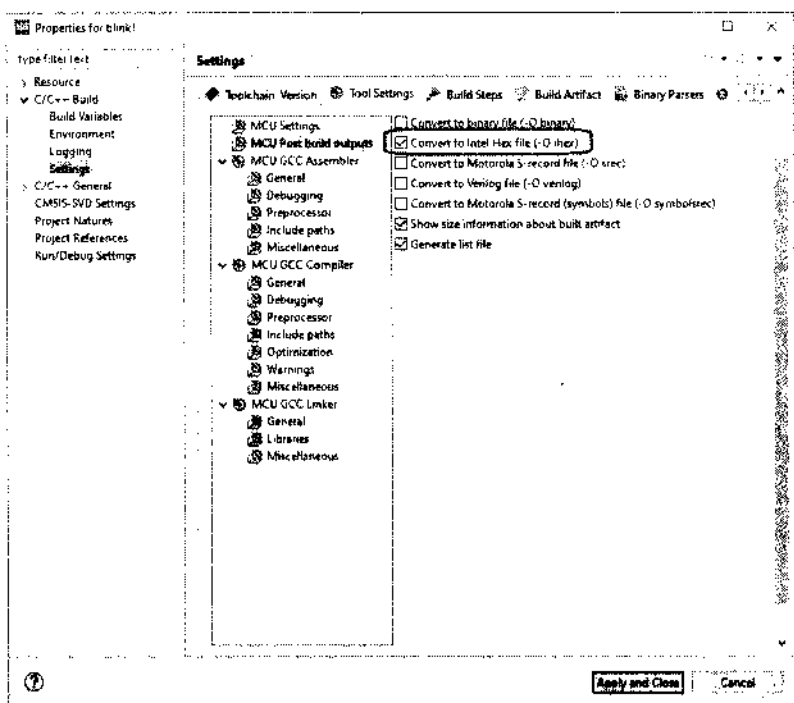 Properties for blink1
type filter text
Settings
Resource
C/C++ Build
Build Variables
Environment
Logging
Settings
C/C++ General
CMSIS-SVD Settings
Project Natures
Project References
Run/Debug Settings
Toolchain Version Tool Settings Build Steps Build Artifact Binary Parsers
MCU Settings
MCU Post build outputs
MCU GCC Assembler
General
Debugging
Preprocessor
Include paths
Miscellaneous
MCU GCC Compiler
General
Debugging
Preprocessor
Include paths
Optimization
Warnings
Miscellaneous
MCU GCC Linker
General
Libraries
Miscellaneous
Convert to binary file (-O binary)
Convert to Intel Hex file (-O ihex)
Convert to Motorola S-record file (-O srec)
Convert to Verilog file (-O verilog)
Convert to Motorola S-record (symbols) file (-O symbolsrec)
Show size information about built artifact
Generate list file
Apply and Close Cancel